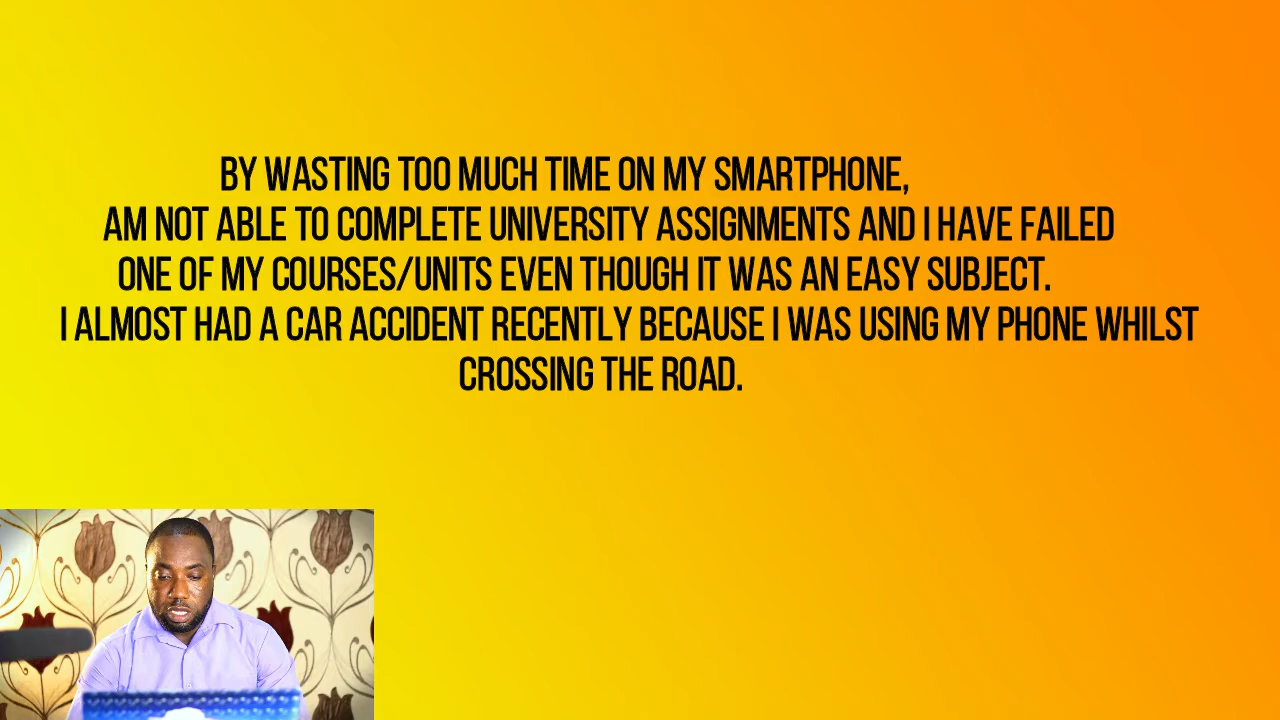 BY WASTING TOO MUCH TIME ON MY SMARTPHONE,
AM NOT ABLE TO COMPLETE UNIVERSITY ASSIGNMENTS AND I HAVE FAILED
ONE OF MY COURSES/UNITS EVEN THOUGH IT WAS AN EASY SUBJECT.
I ALMOST HAD A CAR ACCIDENT RECENTLY BECAUSE I WAS USING MY PHONE WHILST
CROSSING THE ROAD.